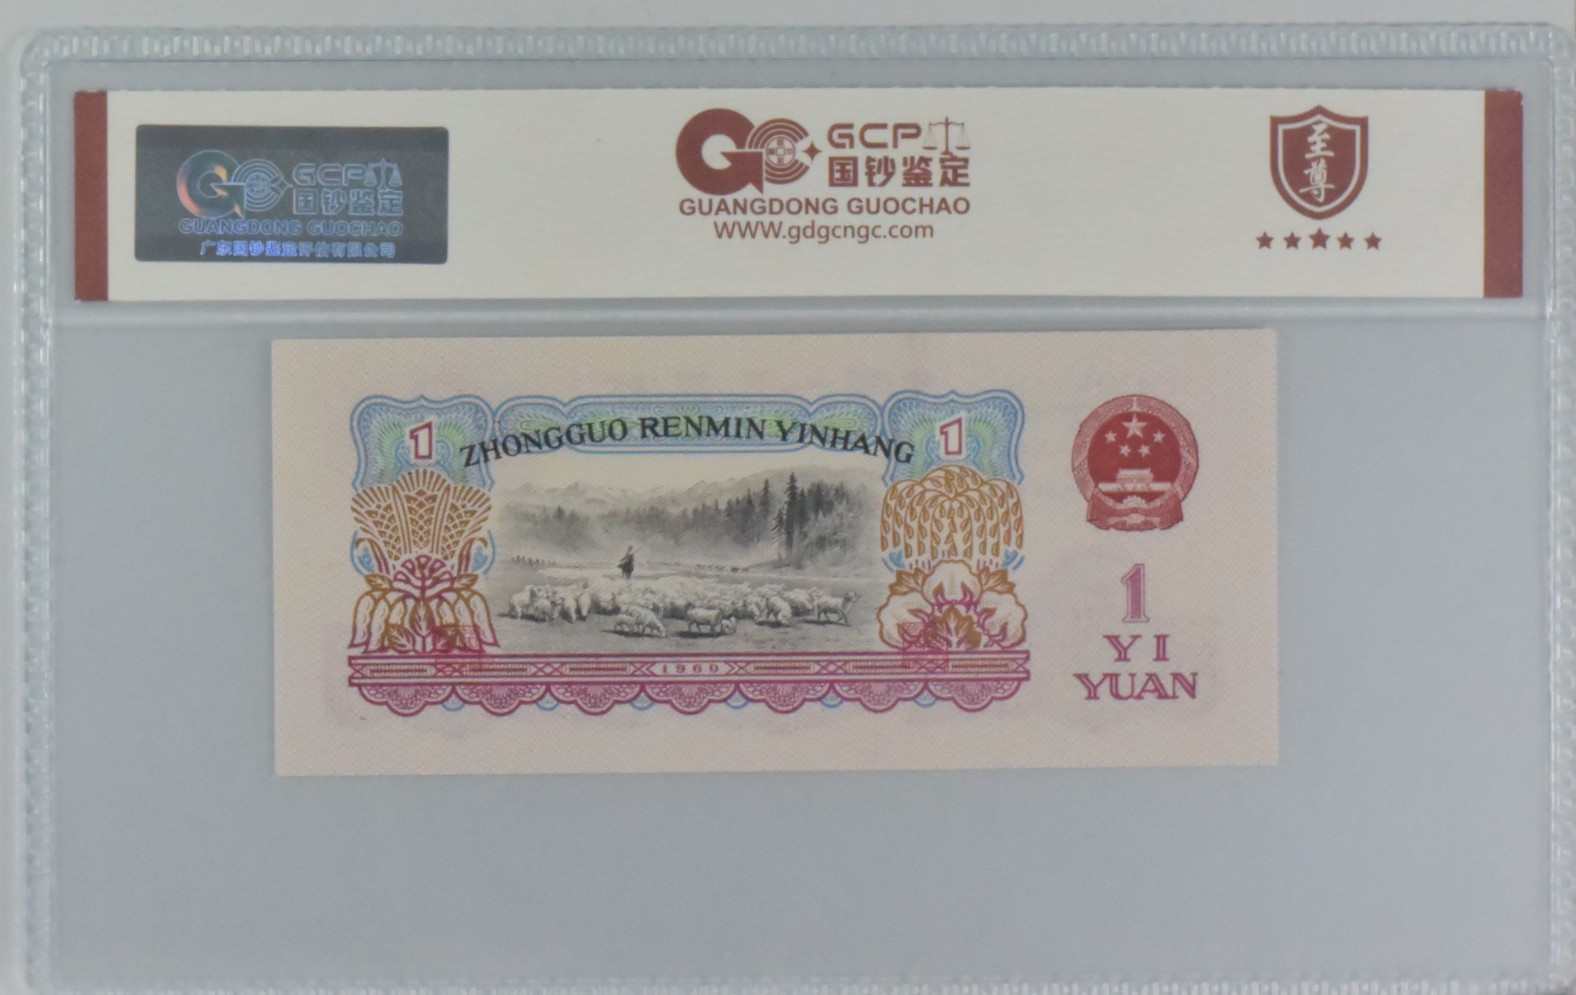 GCP
国钞鉴定
GUANGDONG GUOCHAO
广东国钞鉴定评估有限公司
GCP
国钞鉴定
GUANGDONG GUOCHAO
WWW.gdgcngc.com
至尊
1
ZHONGGUO RENMIN YINHANG
1
1960
1
YI
YUAN